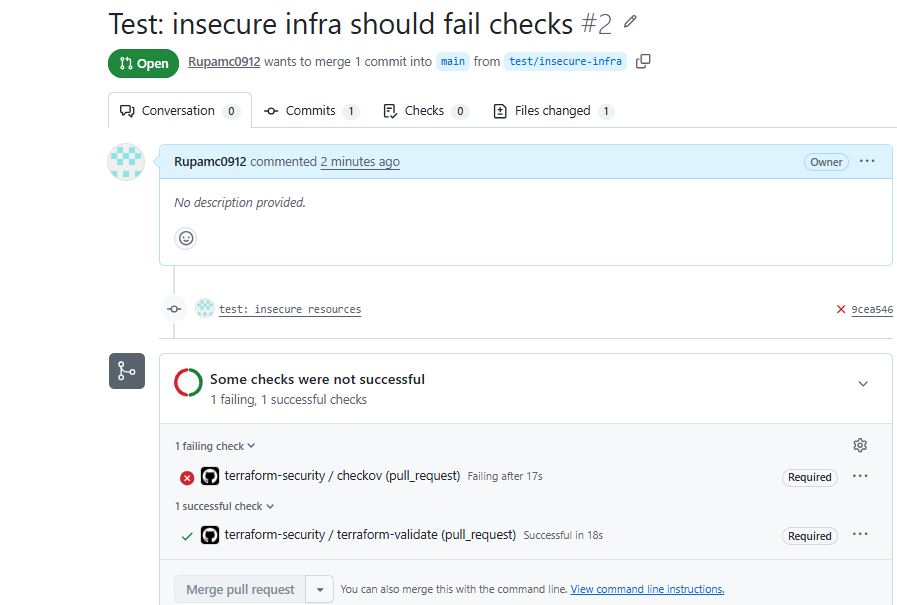 Test: insecure infra should fail checks #2
Open Rupamc0912 wants to merge 1 commit into main from test/insecure-infra
Conversation 0 Commits 1 Checks 0 Files changed 1
Rupamc0912 commented 2 minutes ago Owner ...
No description provided.
test: insecure resources 9cea546
Some checks were not successful
1 failing, 1 successful checks
1 failing check
terraform-security / checkov (pull_request) Failing after 17s Required ...
1 successful check
terraform-security / terraform-validate (pull_request) Successful in 18s Required ...
Merge pull request You can also merge this with the command line. View command line instructions.